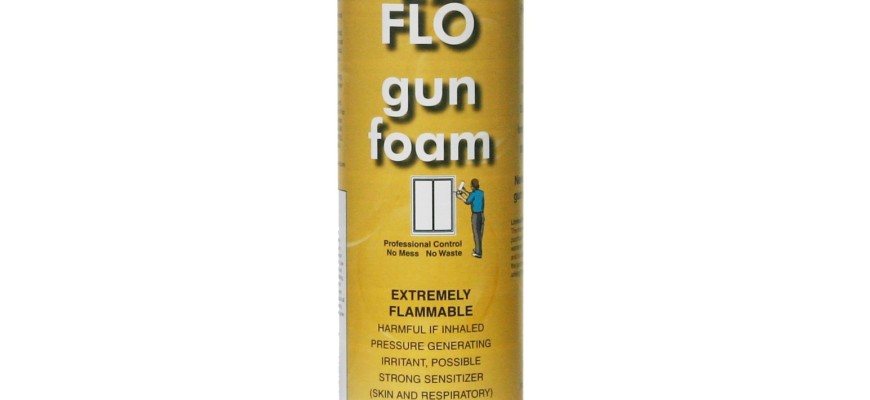 FLO
gun
foam
Professional Control
No Mess No Waste
EXTREMELY
FLAMMABLE
HARMFUL IF INHALED
PRESSURE GENERATING
IRRITANT, POSSIBLE
STRONG SENSITIZER
(SKIN AND RESPIRATORY)